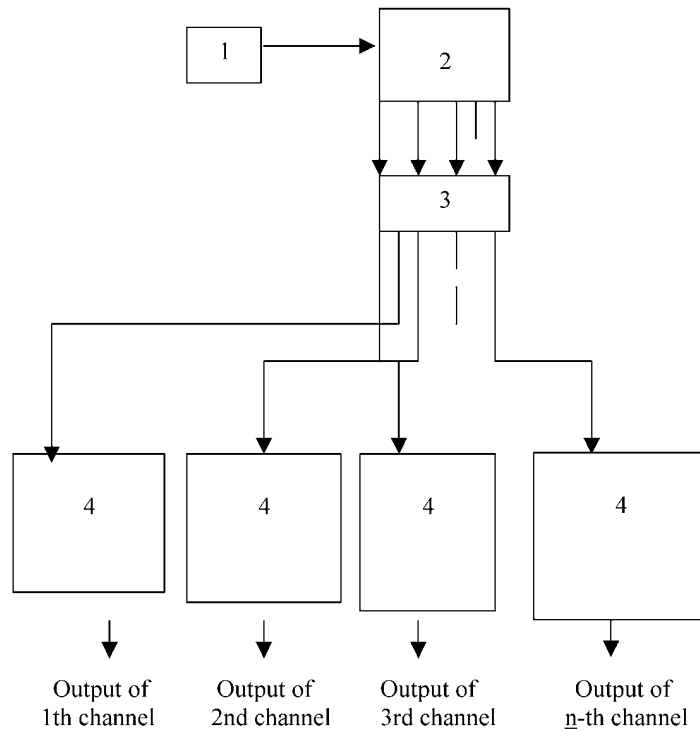 1
2
3
4
4
4
4
Output of
1th channel
Output of
2nd channel
Output of
3rd channel
Output of
n-th channel